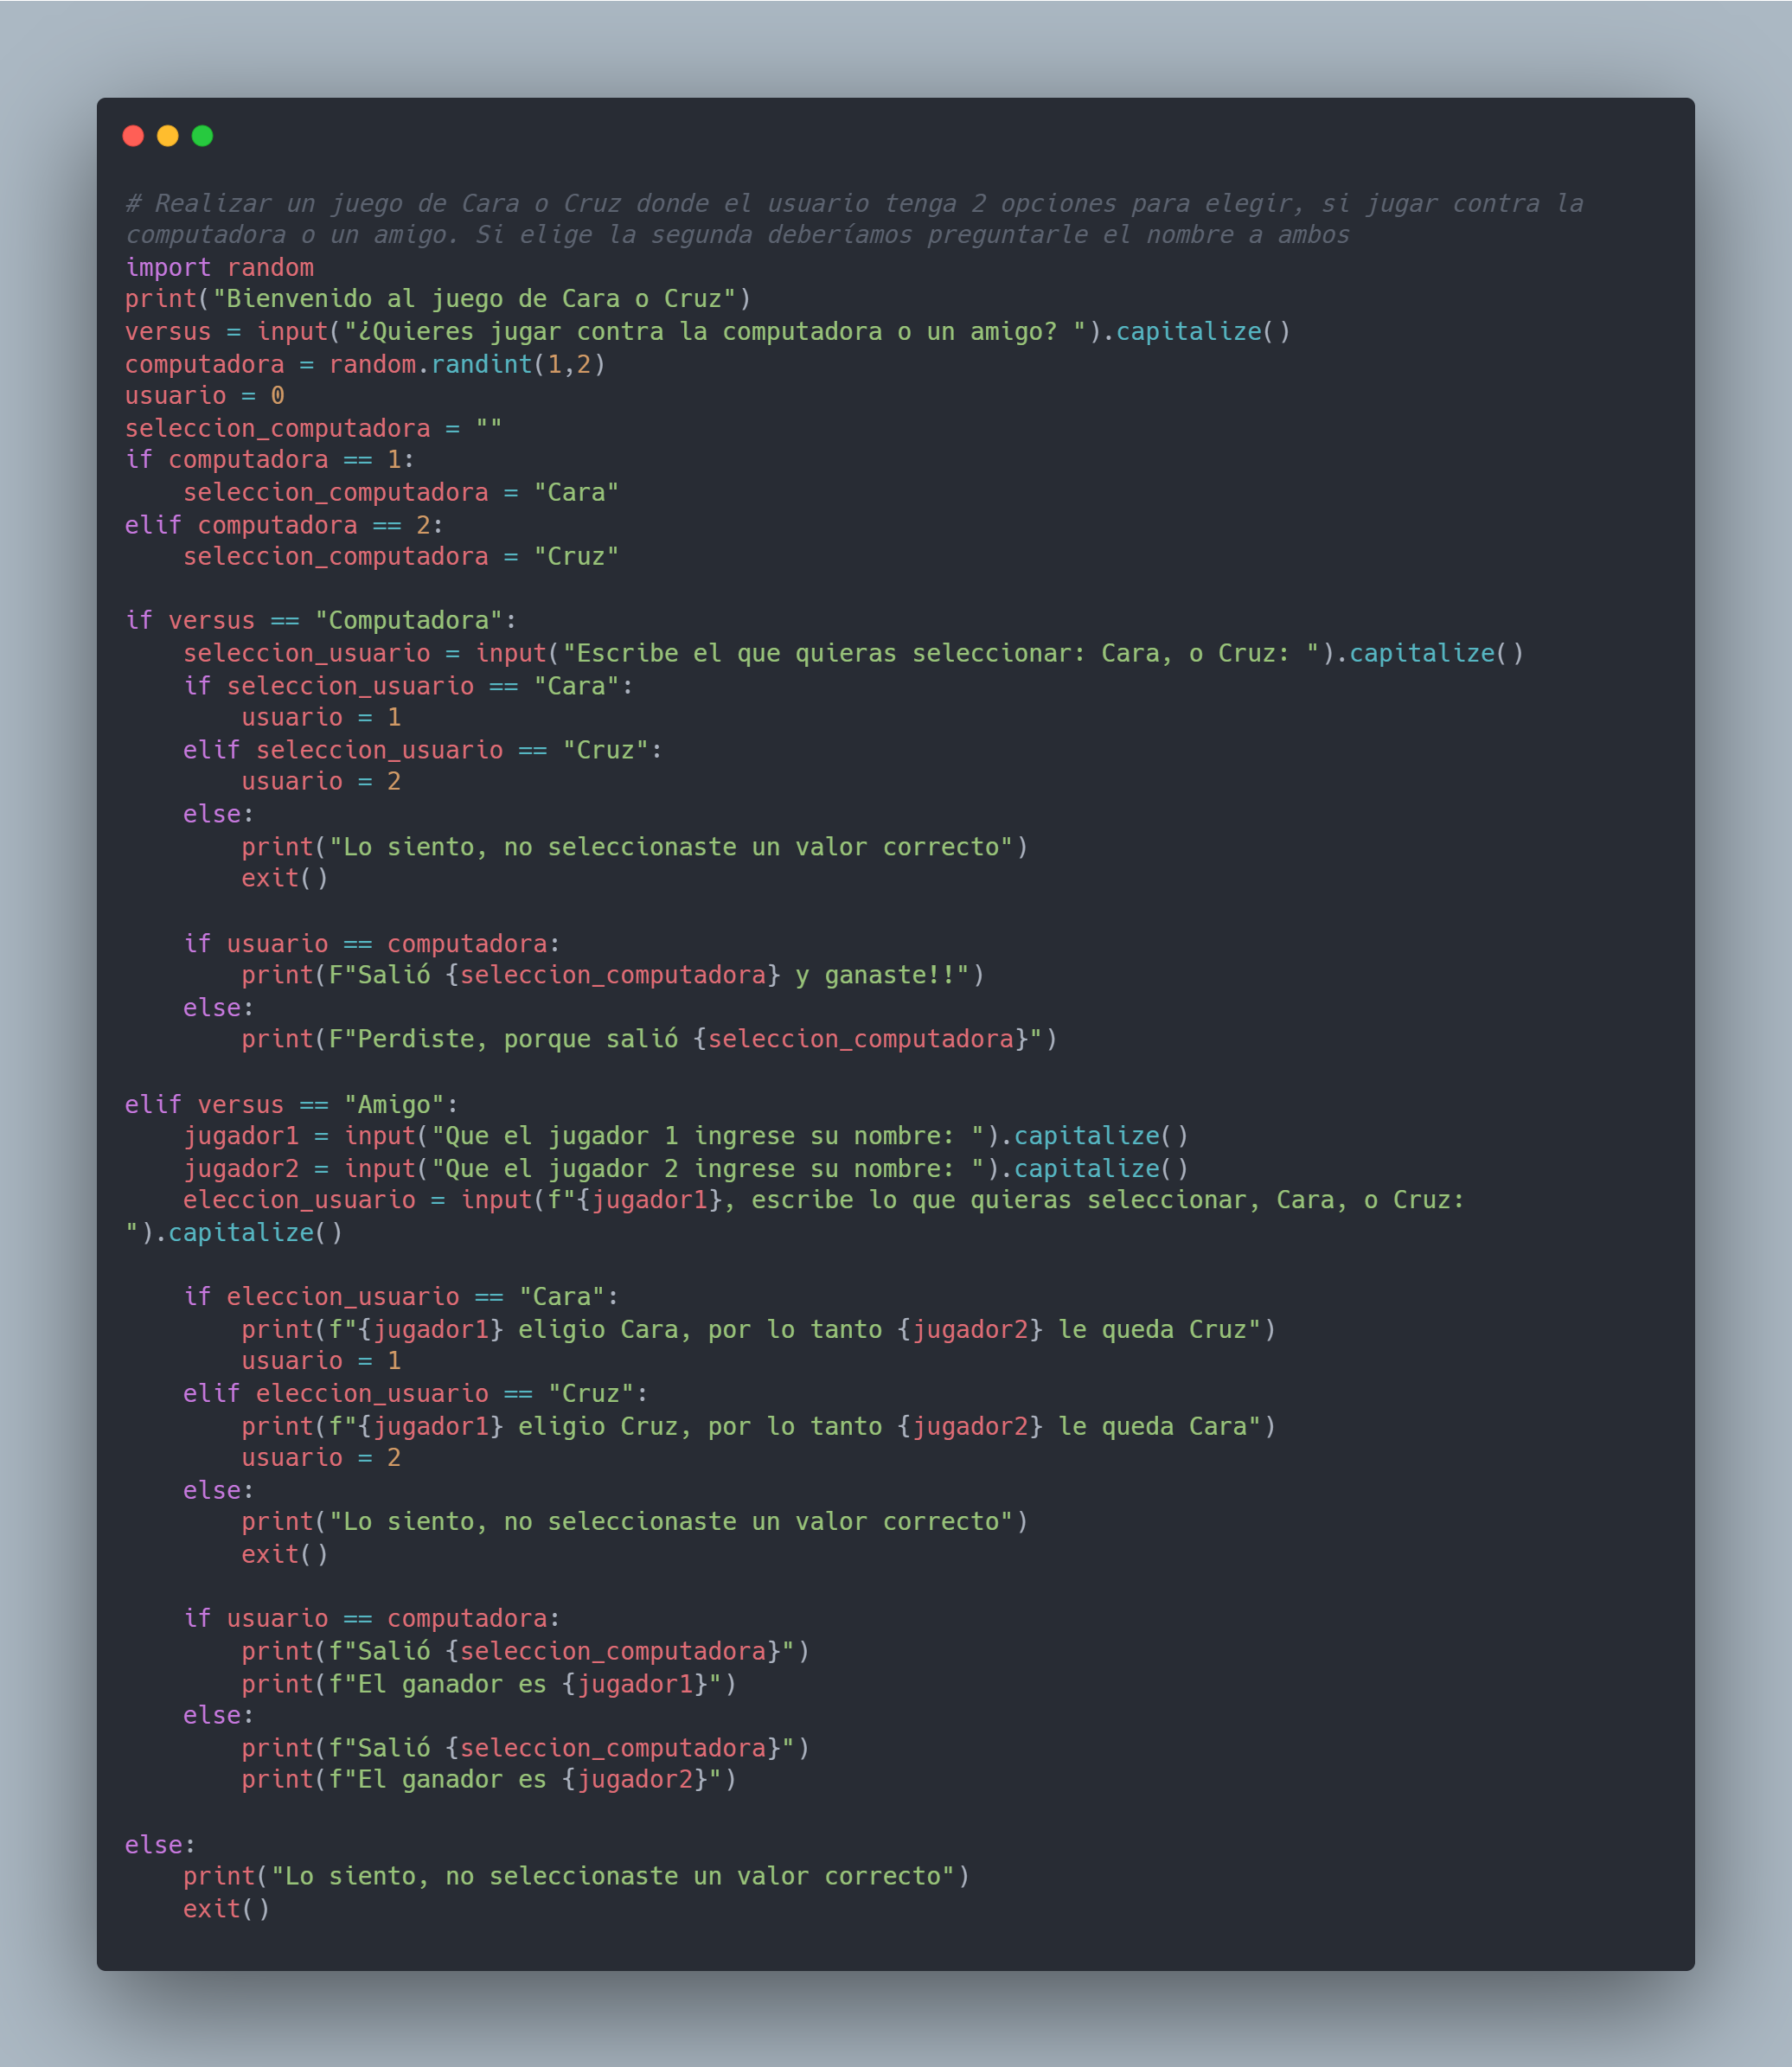 # Realizar un juego de Cara o Cruz donde el usuario tenga 2 opciones para elegir, si jugar contra la
computadora o un amigo. Si elige la segunda deberíamos preguntarle el nombre a ambos
import random
print("Bienvenido al juego de Cara o Cruz")
versus = input("¿Quieres jugar contra la computadora o un amigo? ").capitalize()
computadora = random.randint(1,2)
usuario = 0
seleccion_computadora = ""
if computadora == 1:
    seleccion_computadora = "Cara"
elif computadora == 2:
    seleccion_computadora = "Cruz"

if versus == "Computadora":
    seleccion_usuario = input("Escribe el que quieras seleccionar: Cara, o Cruz: ").capitalize()
    if seleccion_usuario == "Cara":
        usuario = 1
    elif seleccion_usuario == "Cruz":
        usuario = 2
    else:
        print("Lo siento, no seleccionaste un valor correcto")
        exit()

    if usuario == computadora:
        print(F"Salió {seleccion_computadora} y ganaste!!")
    else:
        print(F"Perdiste, porque salió {seleccion_computadora}")

elif versus == "Amigo":
    jugador1 = input("Que el jugador 1 ingrese su nombre: ").capitalize()
    jugador2 = input("Que el jugador 2 ingrese su nombre: ").capitalize()
    eleccion_usuario = input(f"{jugador1}, escribe lo que quieras seleccionar, Cara, o Cruz:
").capitalize()

    if eleccion_usuario == "Cara":
        print(f"{jugador1} eligio Cara, por lo tanto {jugador2} le queda Cruz")
        usuario = 1
    elif eleccion_usuario == "Cruz":
        print(f"{jugador1} eligio Cruz, por lo tanto {jugador2} le queda Cara")
        usuario = 2
    else:
        print("Lo siento, no seleccionaste un valor correcto")
        exit()

    if usuario == computadora:
        print(f"Salió {seleccion_computadora}")
        print(f"El ganador es {jugador1}")
    else:
        print(f"Salió {seleccion_computadora}")
        print(f"El ganador es {jugador2}")

else:
    print("Lo siento, no seleccionaste un valor correcto")
    exit()